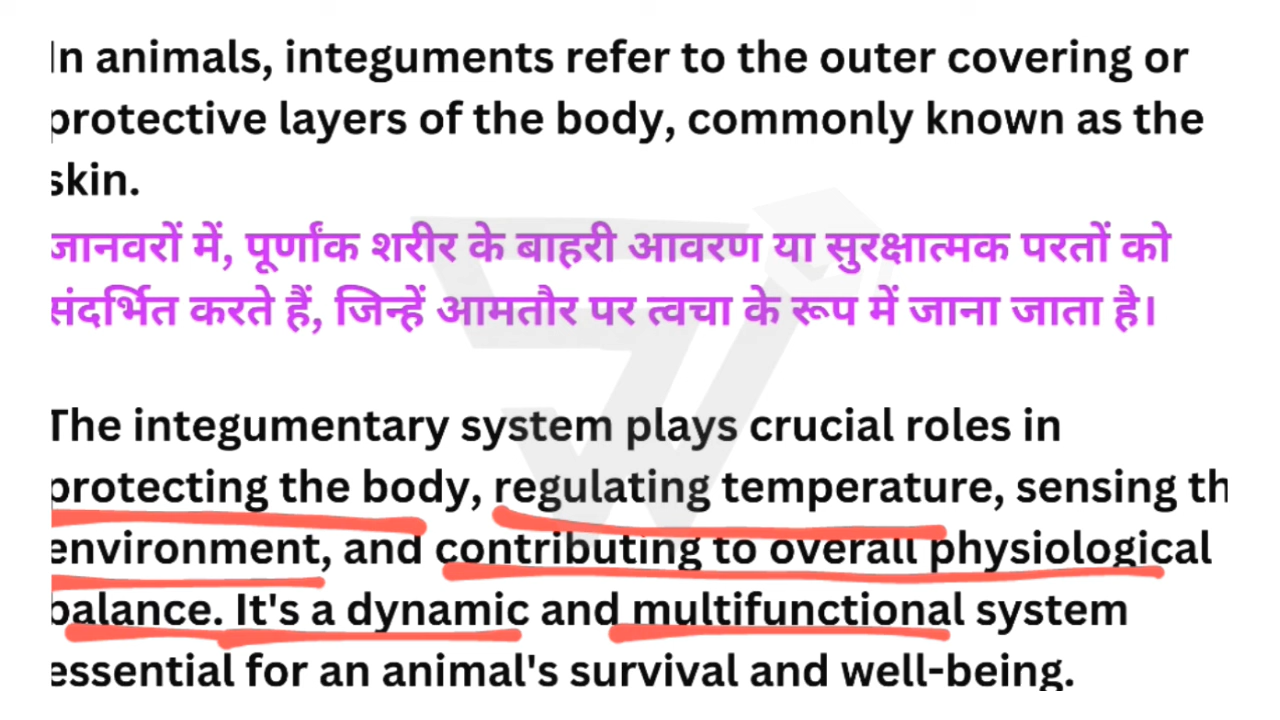 In animals, integuments refer to the outer covering or
protective layers of the body, commonly known as the
skin.
जानवरों में, पूर्णांक शरीर के बाहरी आवरण या सुरक्षात्मक परतों को
संदर्भित करते हैं, जिन्हें आमतौर पर त्वचा के रूप में जाना जाता है।
The integumentary system plays crucial roles in
protecting the body, regulating temperature, sensing th
environment, and contributing to overall physiological
balance. It's a dynamic and multifunctional system
essential for an animal's survival and well-being.